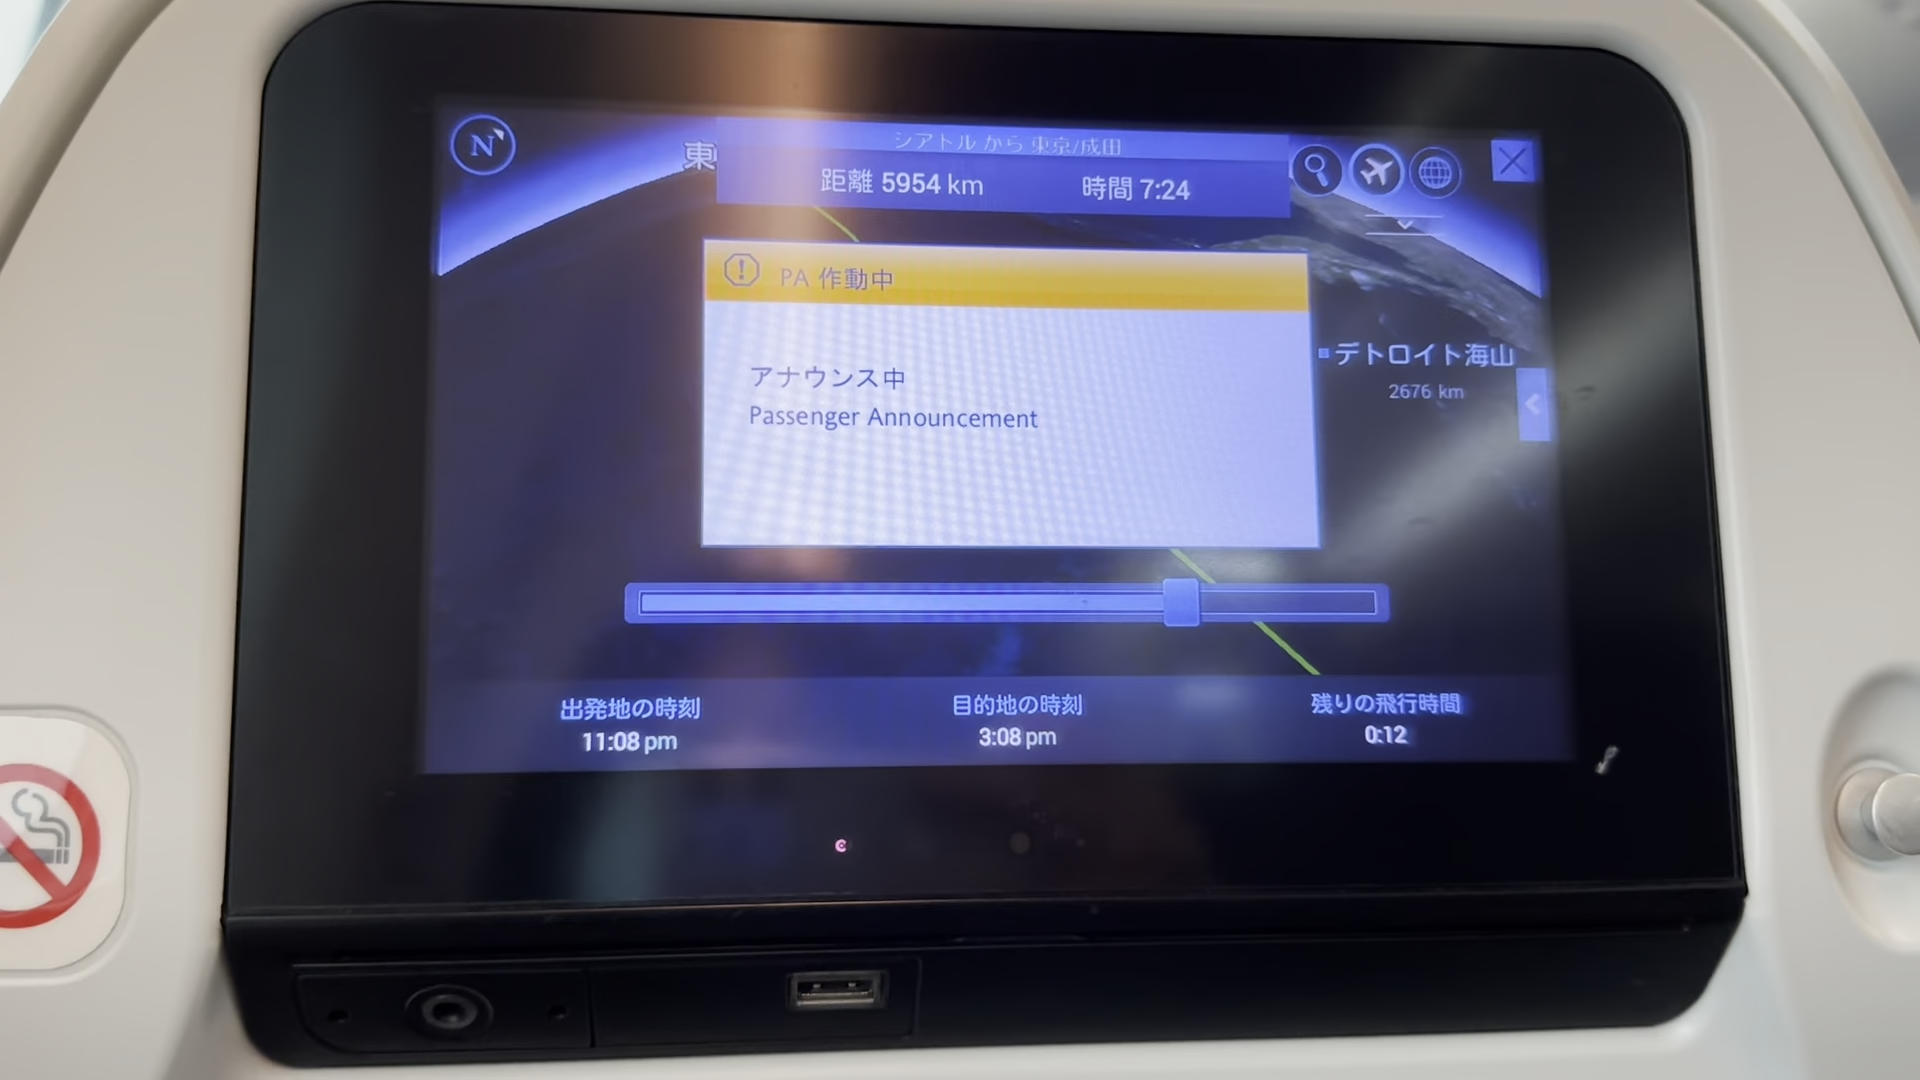 N
東
シアトル から 東京/成田
距離 5954 km
時間 7:24
PA 作動中
アナウンス中
Passenger Announcement
デトロイト海山
2676 km
出発地の時刻
11:08 pm
目的地の時刻
3:08 pm
残りの飛行時間
0:12